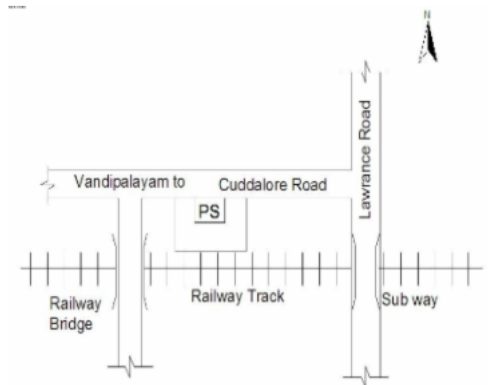 N
Lawrance Road
Vandipalayam to Cuddalore Road
PS
Railway Track
Sub way
Railway
Bridge